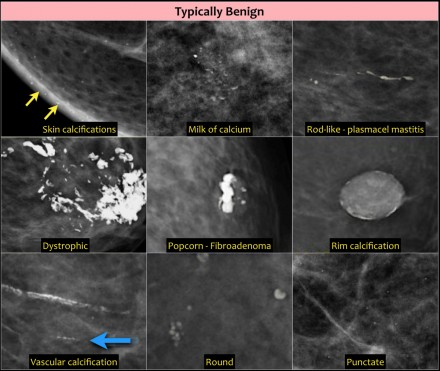 Typically Benign
Skin calcifications
Milk of calcium
Rod-like - plasmacel mastitis
Dystrophic
Popcorn - Fibroadenoma
Rim calcification
Vascular calcification
Round
Punctate